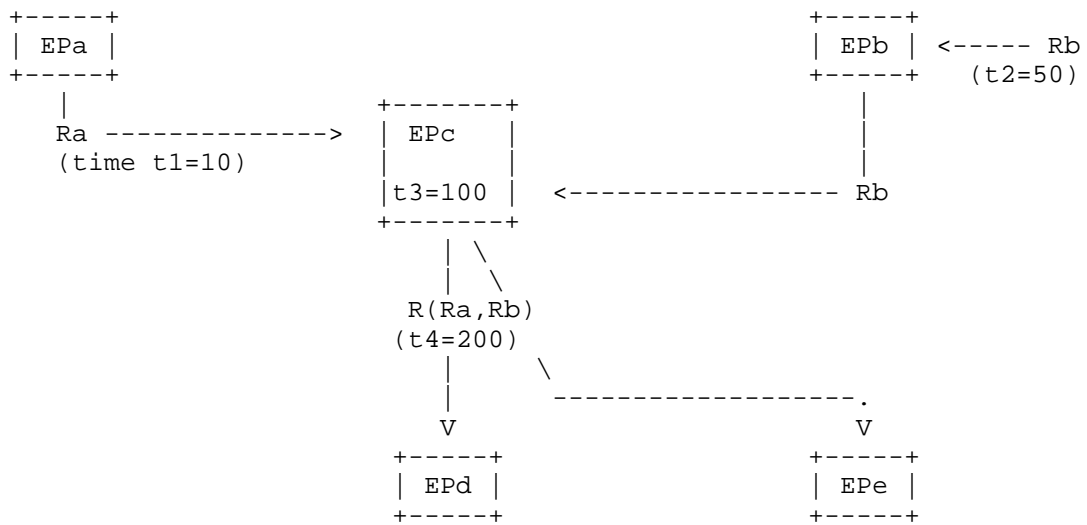 EPa EPb <----- Rb
(t2=50)
Ra --------------> EPc
(time t1=10)
t3=100 <----------------- Rb
R(Ra,Rb)
(t4=200)
-------------------.
V V
EPd EPe